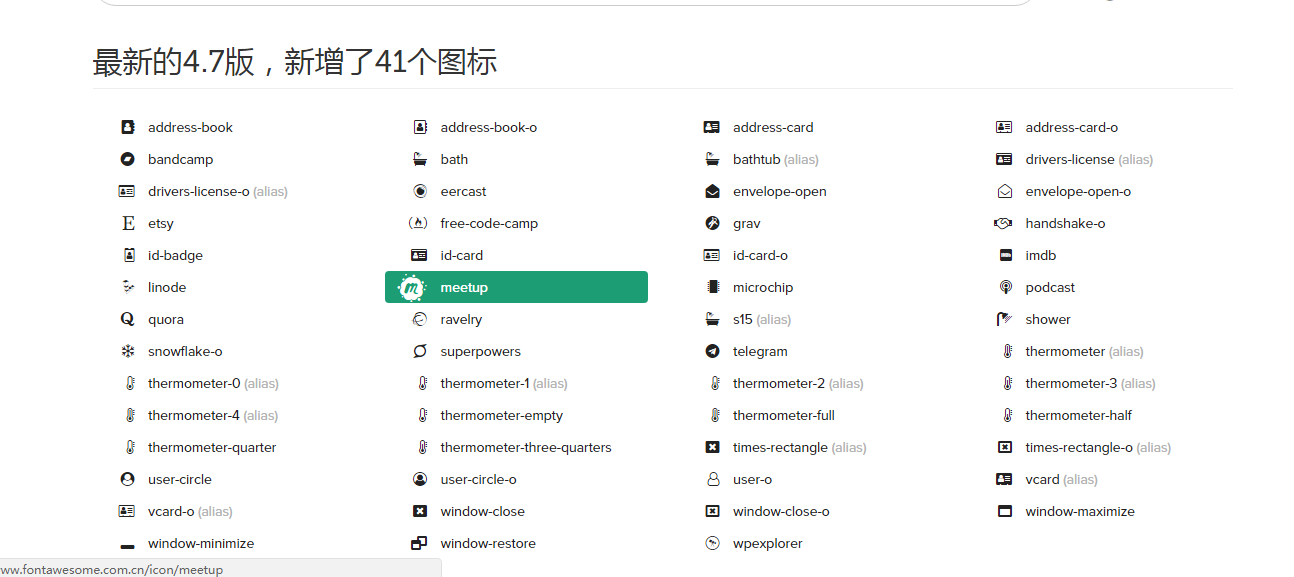 最新的4.7版，新增了41个图标
address-book address-book-o address-card address-card-o
bandcamp bath bathtub (alias) drivers-license (alias)
drivers-license-o (alias) eercast envelope-open envelope-open-o
etsy free-code-camp grav handshake-o
id-badge id-card id-card-o imdb
linode meetup microchip podcast
quora ravelry s15 (alias) shower
snowflake-o superpowers telegram thermometer (alias)
thermometer-0 (alias) thermometer-1 (alias) thermometer-2 (alias) thermometer-3 (alias)
thermometer-4 (alias) thermometer-empty thermometer-full thermometer-half
thermometer-quarter thermometer-three-quarters times-rectangle (alias) times-rectangle-o (alias)
user-circle user-circle-o user-o vcard (alias)
vcard-o (alias) window-close window-close-o window-maximize
window-minimize window-restore wpexplorer
ww.fontawesome.com.cn/icon/meetup